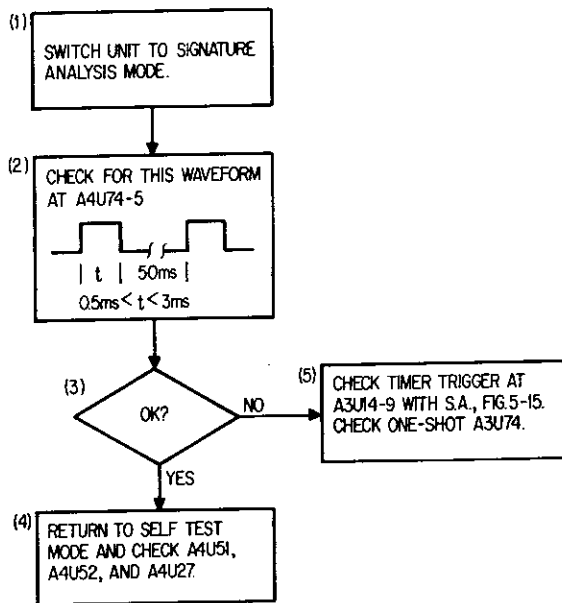 (1)
SWITCH UNIT TO SIGNATURE
ANALYSIS MODE.
(2)
CHECK FOR THIS WAVEFORM
AT A4U74-5
t 50ms
0.5ms < t < 3ms
(3)
OK?
NO
(5)
CHECK TIMER TRIGGER AT
A3U14-9 WITH S.A., FIG.5-15.
CHECK ONE-SHOT A3U74.
YES
(4)
RETURN TO SELF TEST
MODE AND CHECK A4U51,
A4U52, AND A4U27.